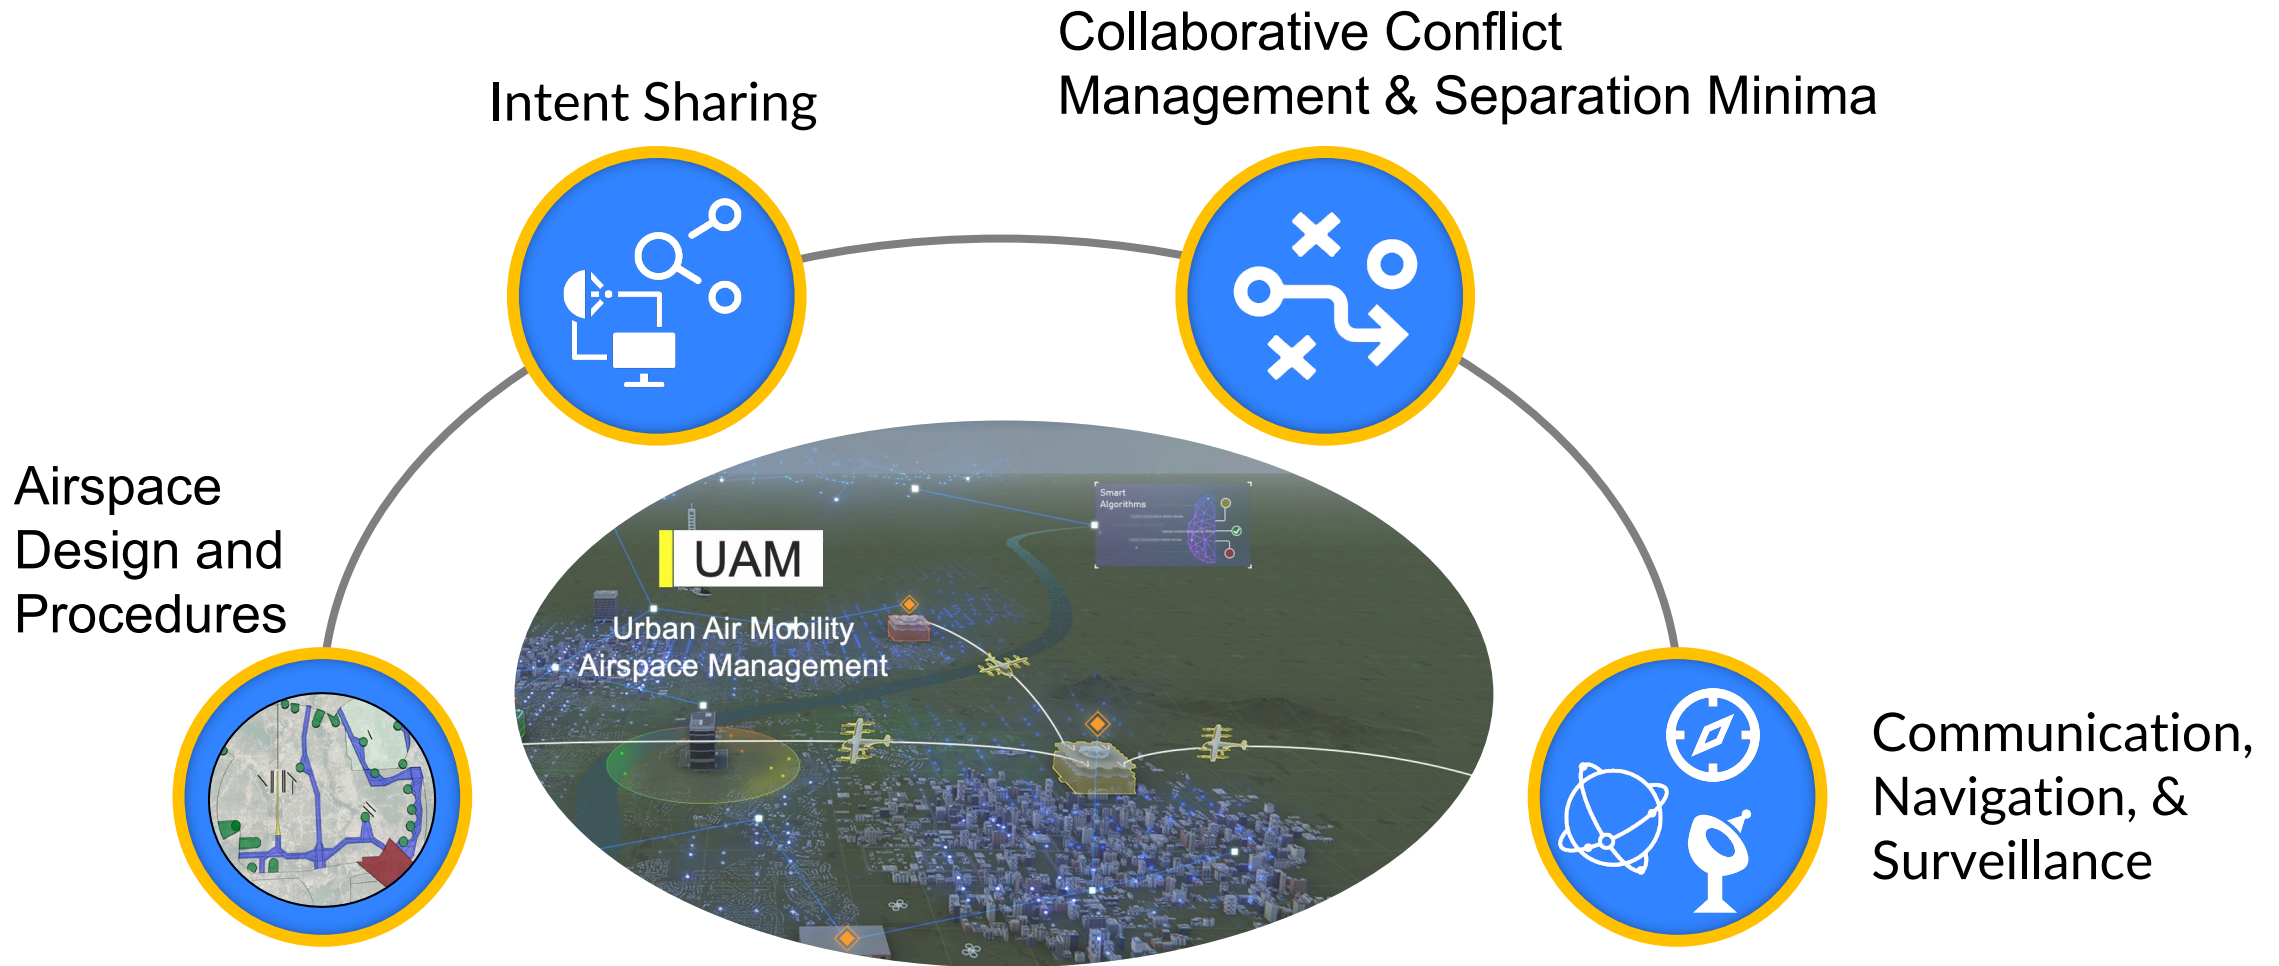 Collaborative Conflict
Management & Separation Minima
Intent Sharing
Airspace
Design and
Procedures
Smart
Algorithms
UAM
Urban Air Mobility
Airspace Management
Communication,
Navigation, &
Surveillance